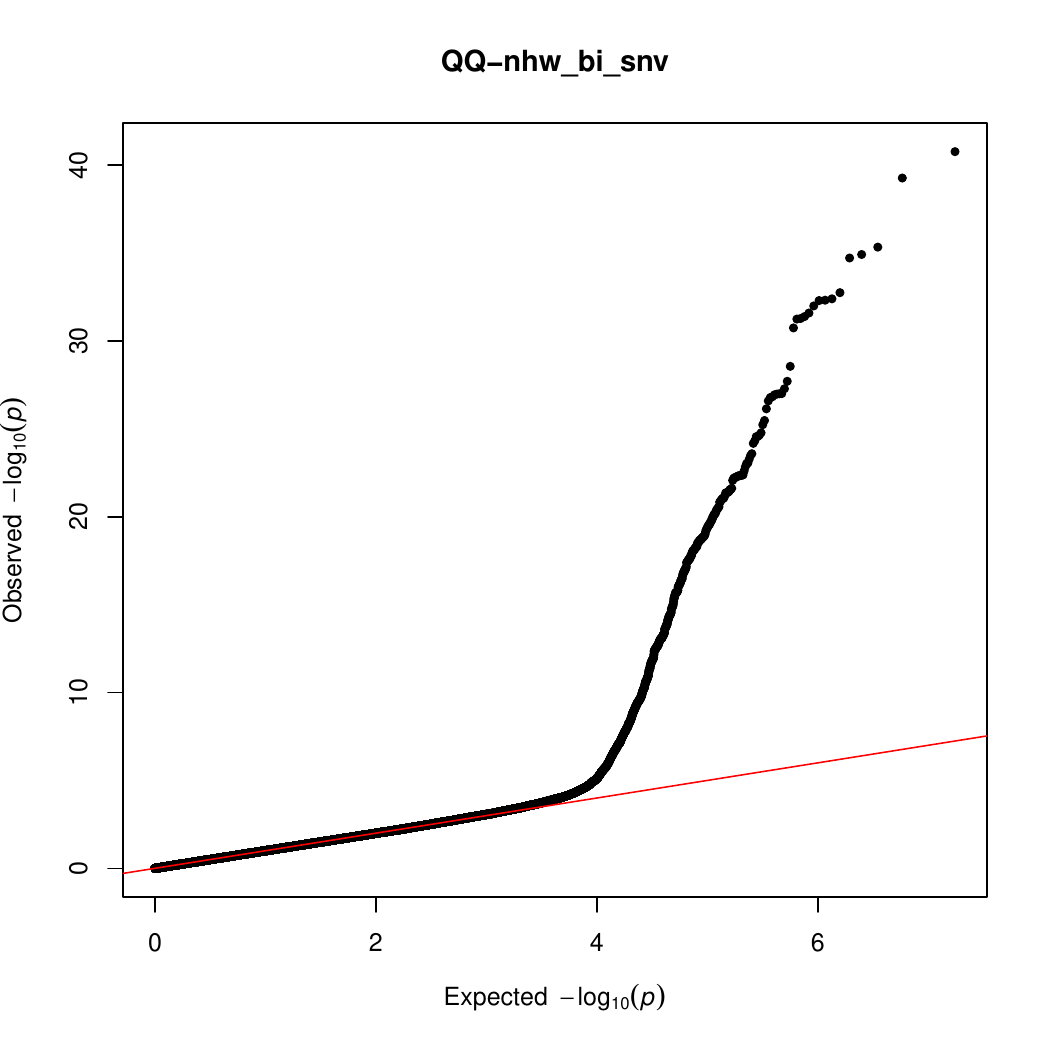 QQ−nhw_bi_snv
Observed −log₁₀(p)
40
30
20
10
0
0 2 4 6
Expected −log₁₀(p)